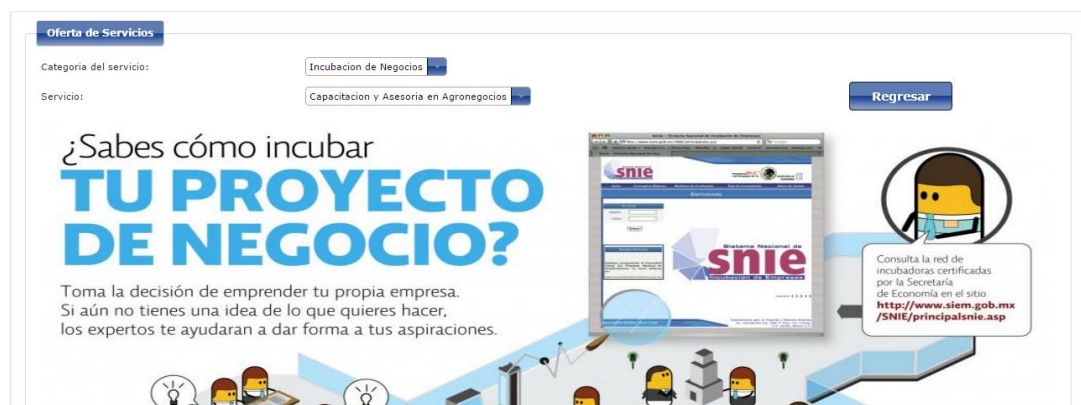 Oferta de Servicios
Categoria del servicio:
Incubacion de Negocios
Servicio:
Capacitacion y Asesoria en Agronegocios
Regresar
¿Sabes cómo incubar
TU PROYECTO
DE NEGOCIO?
Toma la decisión de emprender tu propia empresa.
Si aún no tienes una idea de lo que quieres hacer,
los expertos te ayudaran a dar forma a tus aspiraciones.
snie
Bienvenido
Sistema Nacional de
snie
Incubación de Empresas
Consulta la red de
incubadoras certificadas
por la Secretaría
de Economía en el sitio
http://www.siem.gob.mx
/SNIE/principalsnie.asp